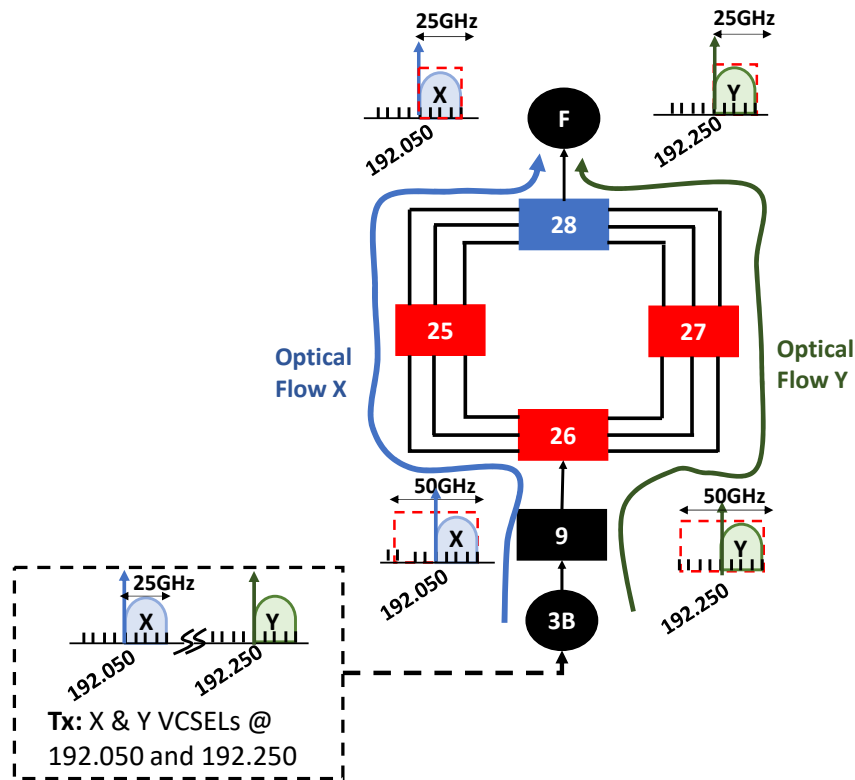 25GHz
25GHz
X
Y
192.050
192.250
F
28
25
27
Optical
Flow X
Optical
Flow Y
26
50GHz
50GHz
X
9
Y
192.050
192.250
25GHz
X
Y
3B
192.050
192.250
Tx: X & Y VCSELs @
192.050 and 192.250